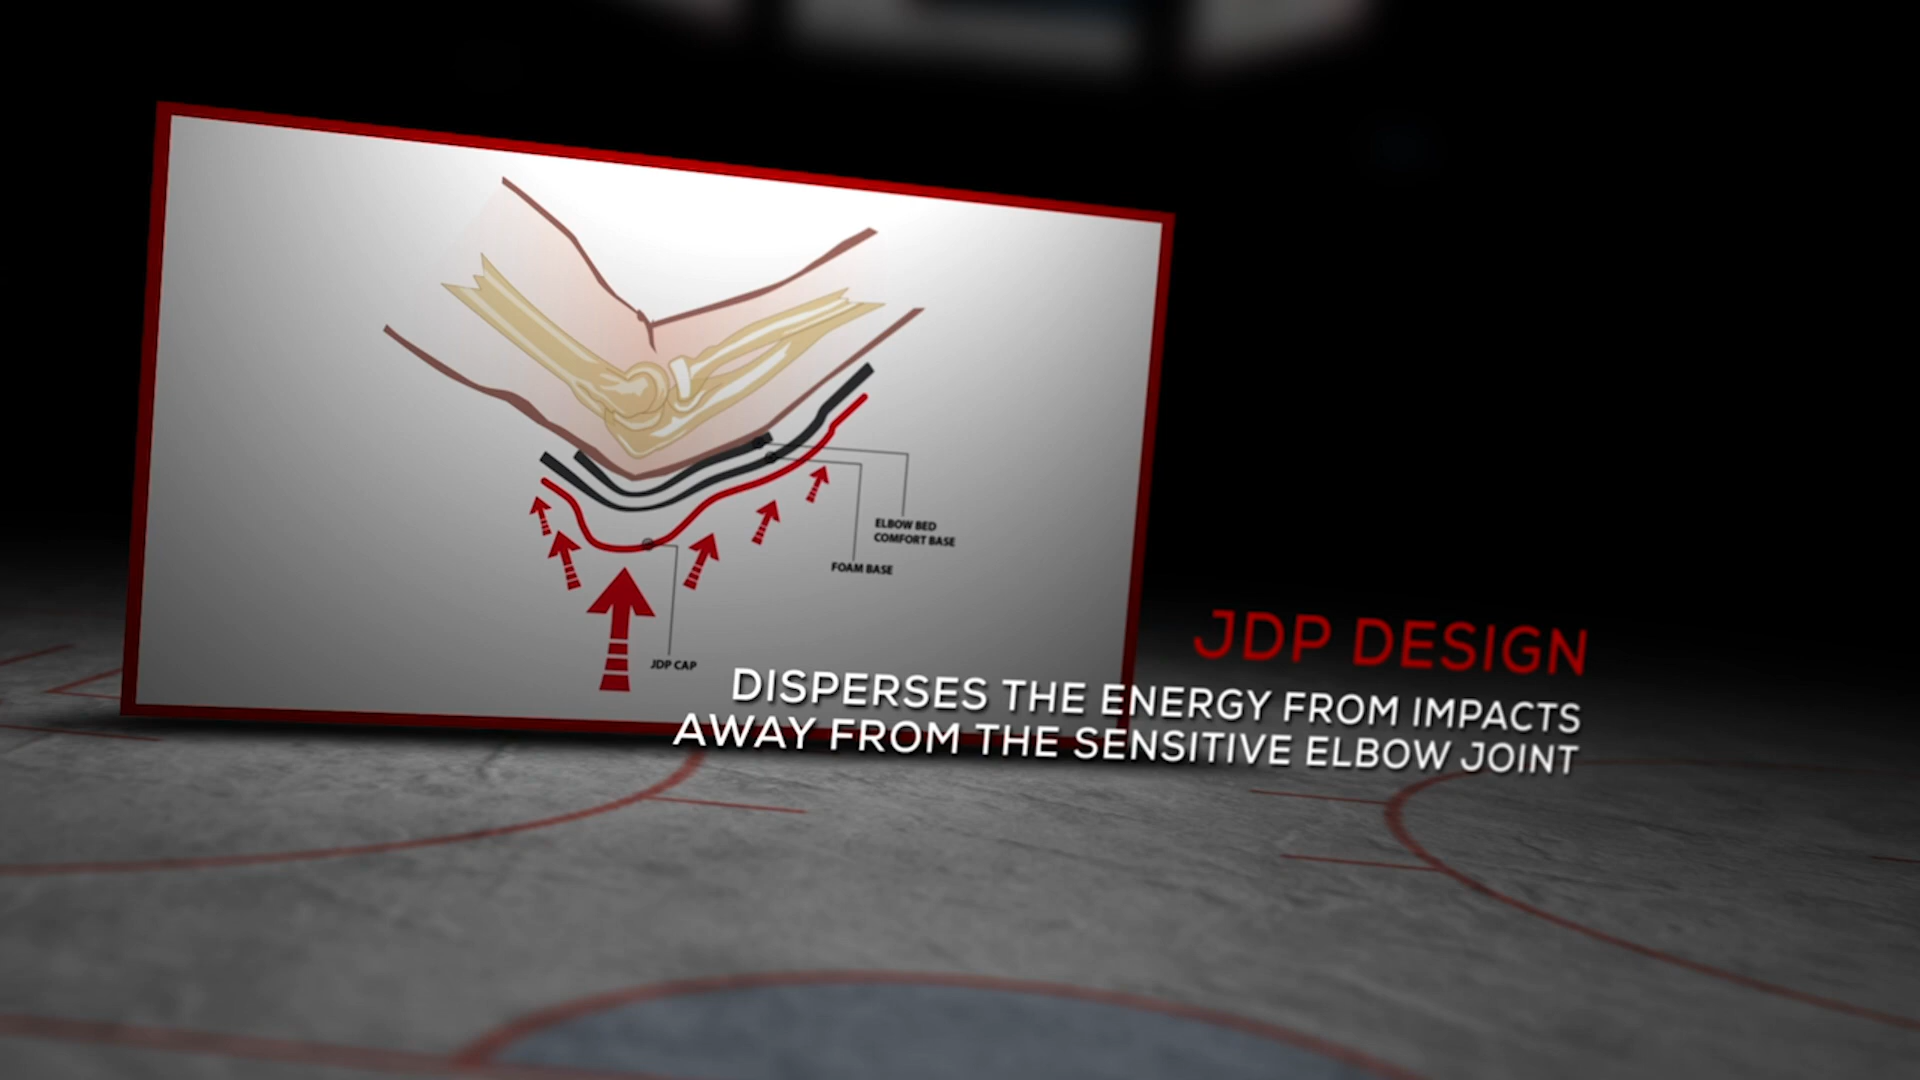 ELBOW BED
COMFORT BASE
FOAM BASE
JDP CAP
JDP DESIGN
DISPERSES THE ENERGY FROM IMPACTS
AWAY FROM THE SENSITIVE ELBOW JOINT